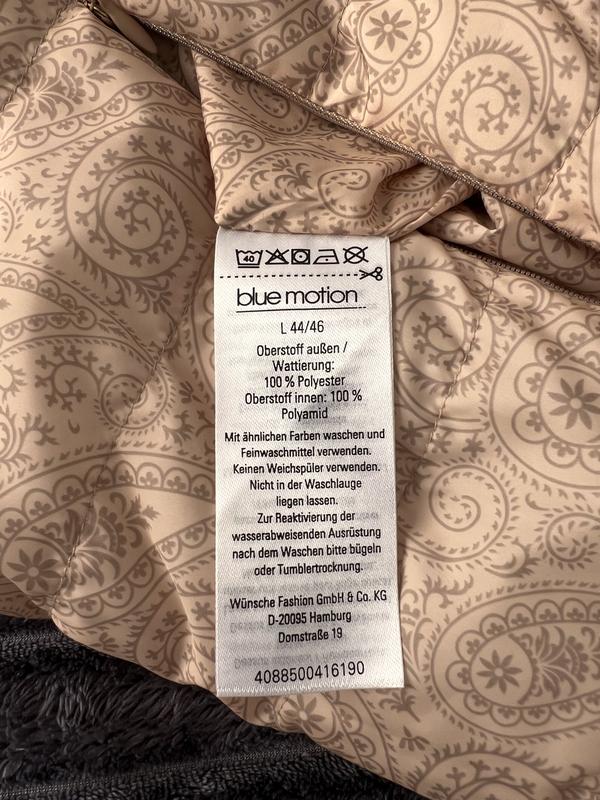 40
blue motion
L 44/46
Oberstoff außen /
Wattierung:
100 % Polyester
Oberstoff innen: 100 %
Polyamid
Mit ähnlichen Farben waschen und
Feinwaschmittel verwenden.
Keinen Weichspüler verwenden.
Nicht in der Waschlauge
liegen lassen.
Zur Reaktivierung der
wasserabweisenden Ausrüstung
nach dem Waschen bitte bügeln
oder Tumblertrocknung.
Wünsche Fashion GmbH & Co. KG
D-20095 Hamburg
Domstraße 19
4088500416190